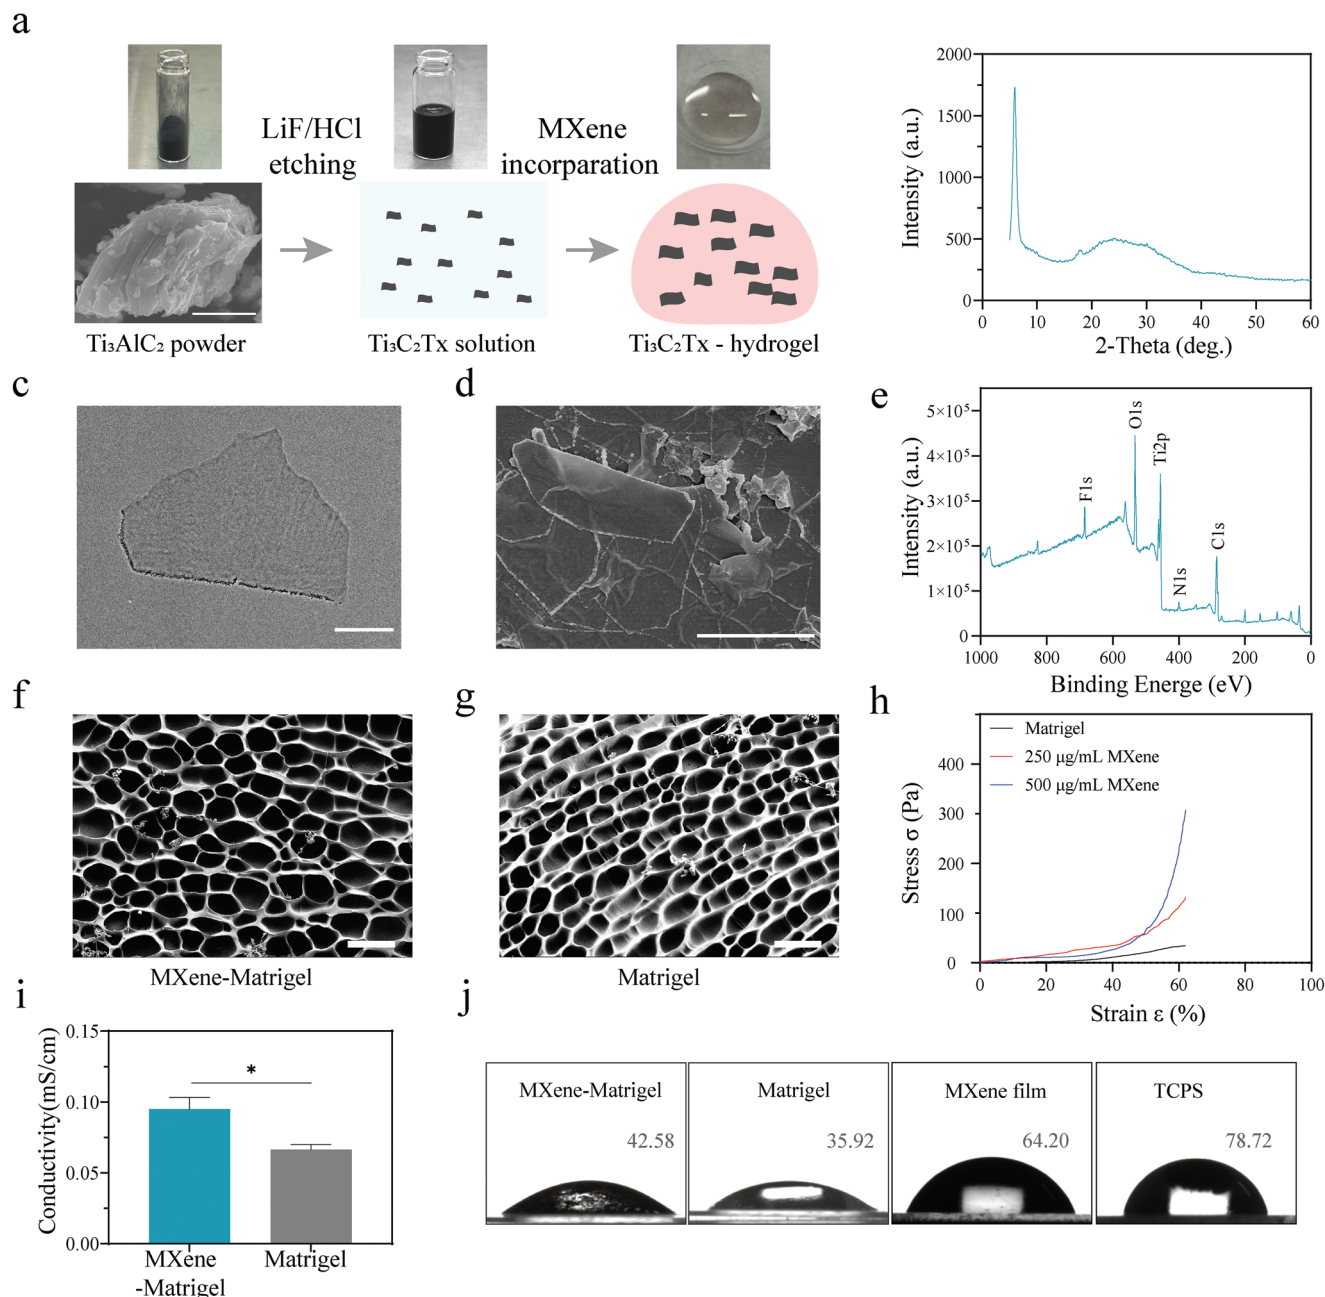 a
LiF/HCl
etching
MXene
incorparation
Ti₃AlC₂ powder
Ti₃C₂Tx solution
Ti₃C₂Tx - hydrogel
Intensity (a.u.)
2000
1500
1000
500
0
0 10 20 30 40 50 60
2-Theta (deg.)
c
d
e
Intensity (a.u.)
5×10⁵
4×10⁵
3×10⁵
2×10⁵
1×10⁵
0
F1s
O1s
Ti2p
N1s
C1s
1000 800 600 400 200 0
Binding Energe (eV)
f
MXene-Matrigel
g
Matrigel
h
Stress σ (Pa)
400
300
200
100
0
Matrigel
250 μg/mL MXene
500 μg/mL MXene
0 20 40 60 80 100
Strain ε (%)
i
Conductivity(mS/cm)
0.15
0.10
0.05
0.00
*
MXene
-Matrigel
Matrigel
j
MXene-Matrigel
42.58
Matrigel
35.92
MXene film
64.20
TCPS
78.72